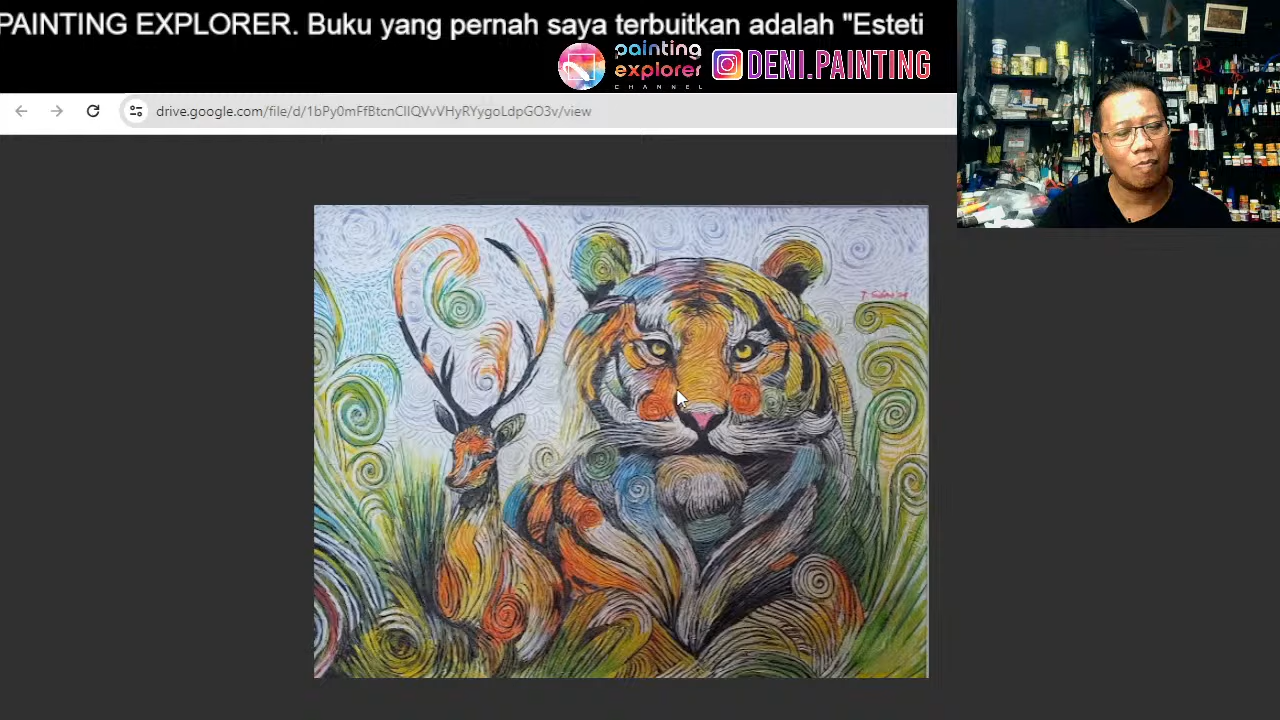 PAINTING EXPLORER. Buku yang pernah saya terbuitkan adalah "Esteti
painting
explorer
CHANNEL
DENI.PAINTING
drive.google.com/file/d/1bPy0mFfBtcnCllQVvVHyRYygoLdpGO3v/view